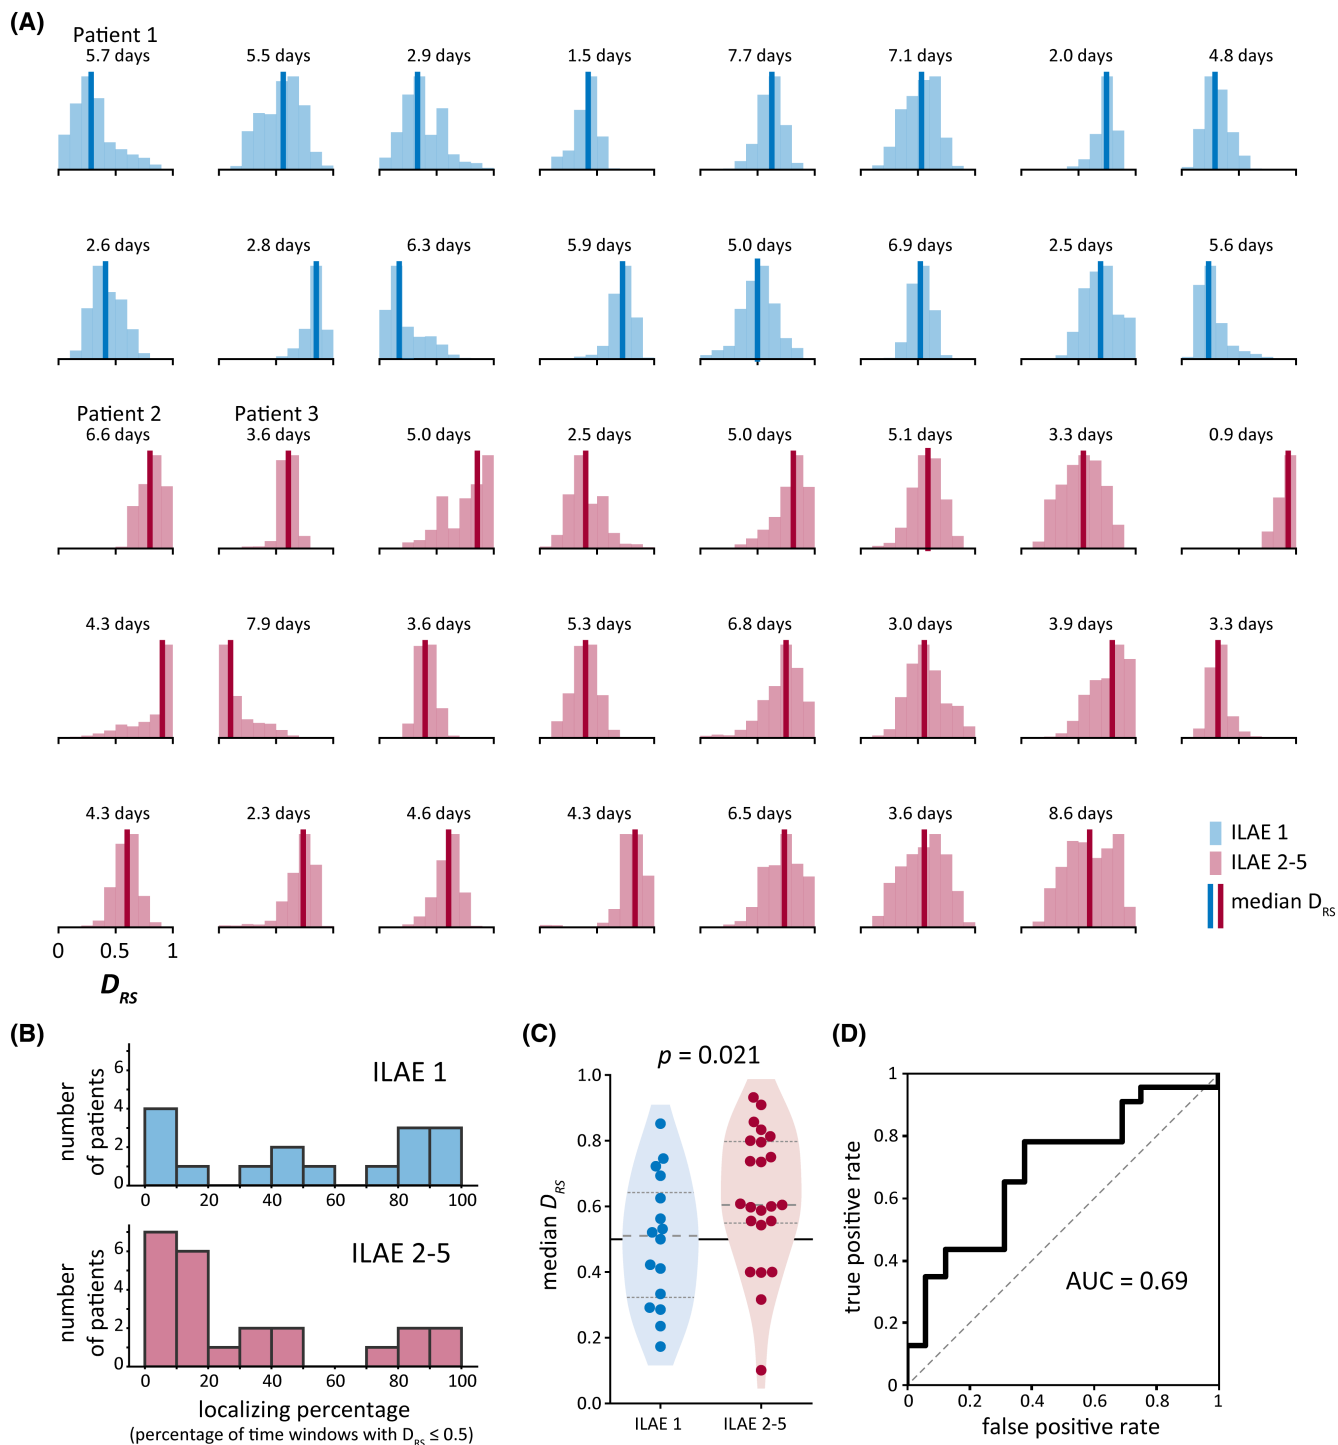 (A)
Patient 1
5.7 days 5.5 days 2.9 days 1.5 days 7.7 days 7.1 days 2.0 days 4.8 days
2.6 days 2.8 days 6.3 days 5.9 days 5.0 days 6.9 days 2.5 days 5.6 days
Patient 2 Patient 3
6.6 days 3.6 days 5.0 days 2.5 days 5.0 days 5.1 days 3.3 days 0.9 days
4.3 days 7.9 days 3.6 days 5.3 days 6.8 days 3.0 days 3.9 days 3.3 days
4.3 days 2.3 days 4.6 days 4.3 days 6.5 days 3.6 days 8.6 days
ILAE 1
ILAE 2-5
median D_RS
0 0.5 1
D_RS
(B)
ILAE 1
number
of patients
6
4
2
0
0 20 40 60 80 100
ILAE 2-5
number
of patients
6
4
2
0
0 20 40 60 80 100
localizing percentage
(percentage of time windows with D_RS ≤ 0.5)
(C)
p = 0.021
median D_RS
1.0
0.8
0.6
0.4
0.2
0.0
ILAE 1 ILAE 2-5
(D)
true positive rate
1
0.8
0.6
0.4
0.2
0
AUC = 0.69
0 0.2 0.4 0.6 0.8 1
false positive rate